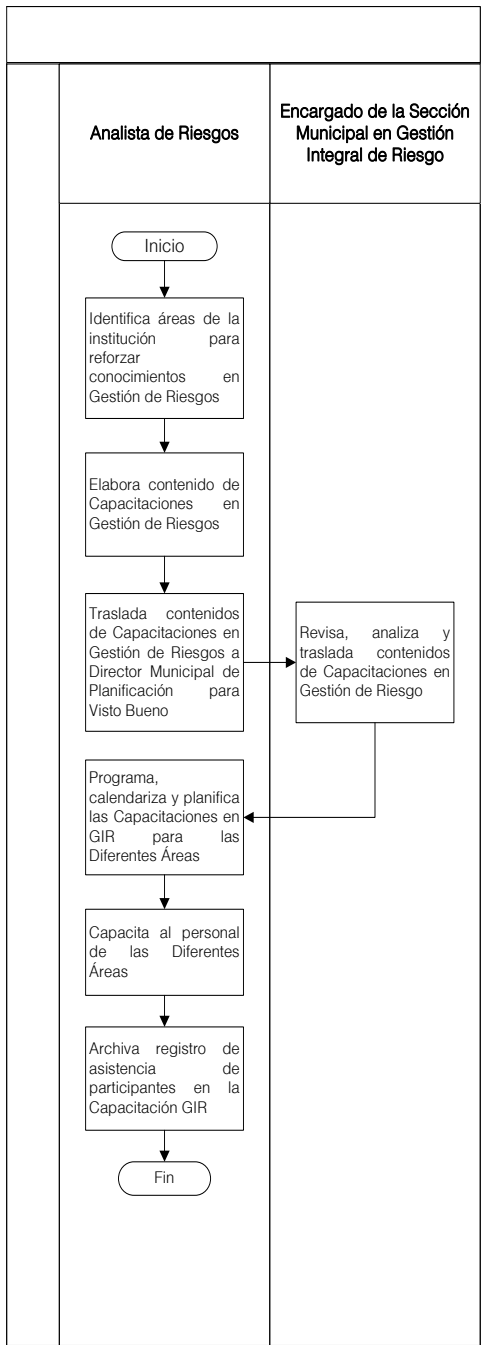 Analista de Riesgos
Encargado de la Sección
Municipal en Gestión
Integral de Riesgo
Inicio
Identifica áreas de la
institución para
reforzar
conocimientos en
Gestión de Riesgos
Elabora contenido de
Capacitaciones en
Gestión de Riesgos
Traslada contenidos
de Capacitaciones en
Gestión de Riesgos a
Director Municipal de
Planificación para
Visto Bueno
Revisa, analiza y
traslada contenidos
de Capacitaciones en
Gestión de Riesgo
Programa,
calendariza y planifica
las Capacitaciones en
GIR para las
Diferentes Áreas
Capacita al personal
de las Diferentes
Áreas
Archiva registro de
asistencia de
participantes en la
Capacitación GIR
Fin